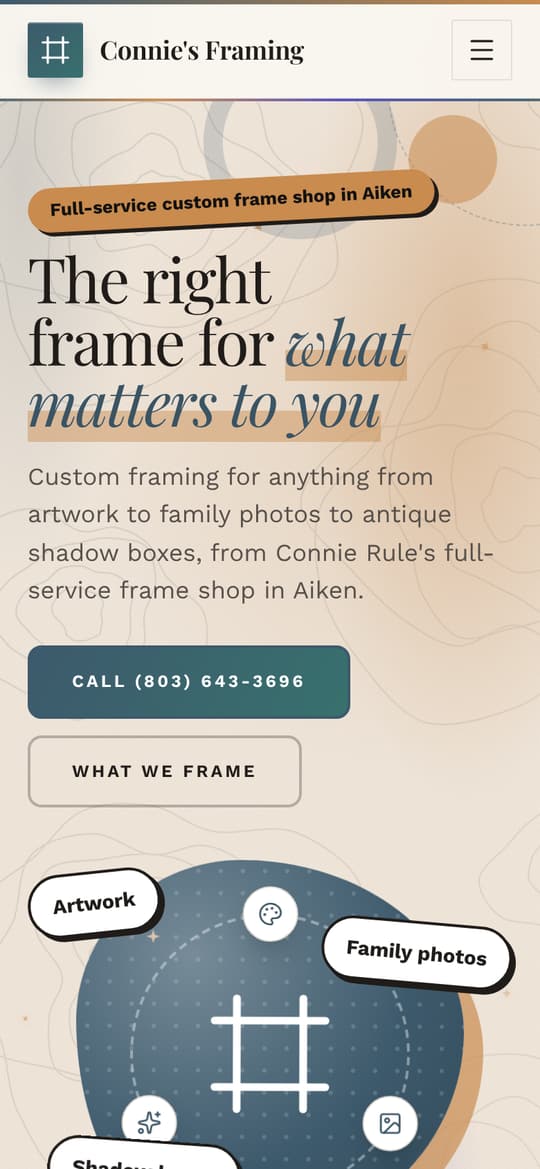 Connie's Framing
Full-service custom frame shop in Aiken
The right
frame for what
matters to you
Custom framing for anything from
artwork to family photos to antique
shadow boxes, from Connie Rule's full-
service frame shop in Aiken.
CALL (803) 643-3696
WHAT WE FRAME
Artwork
Family photos